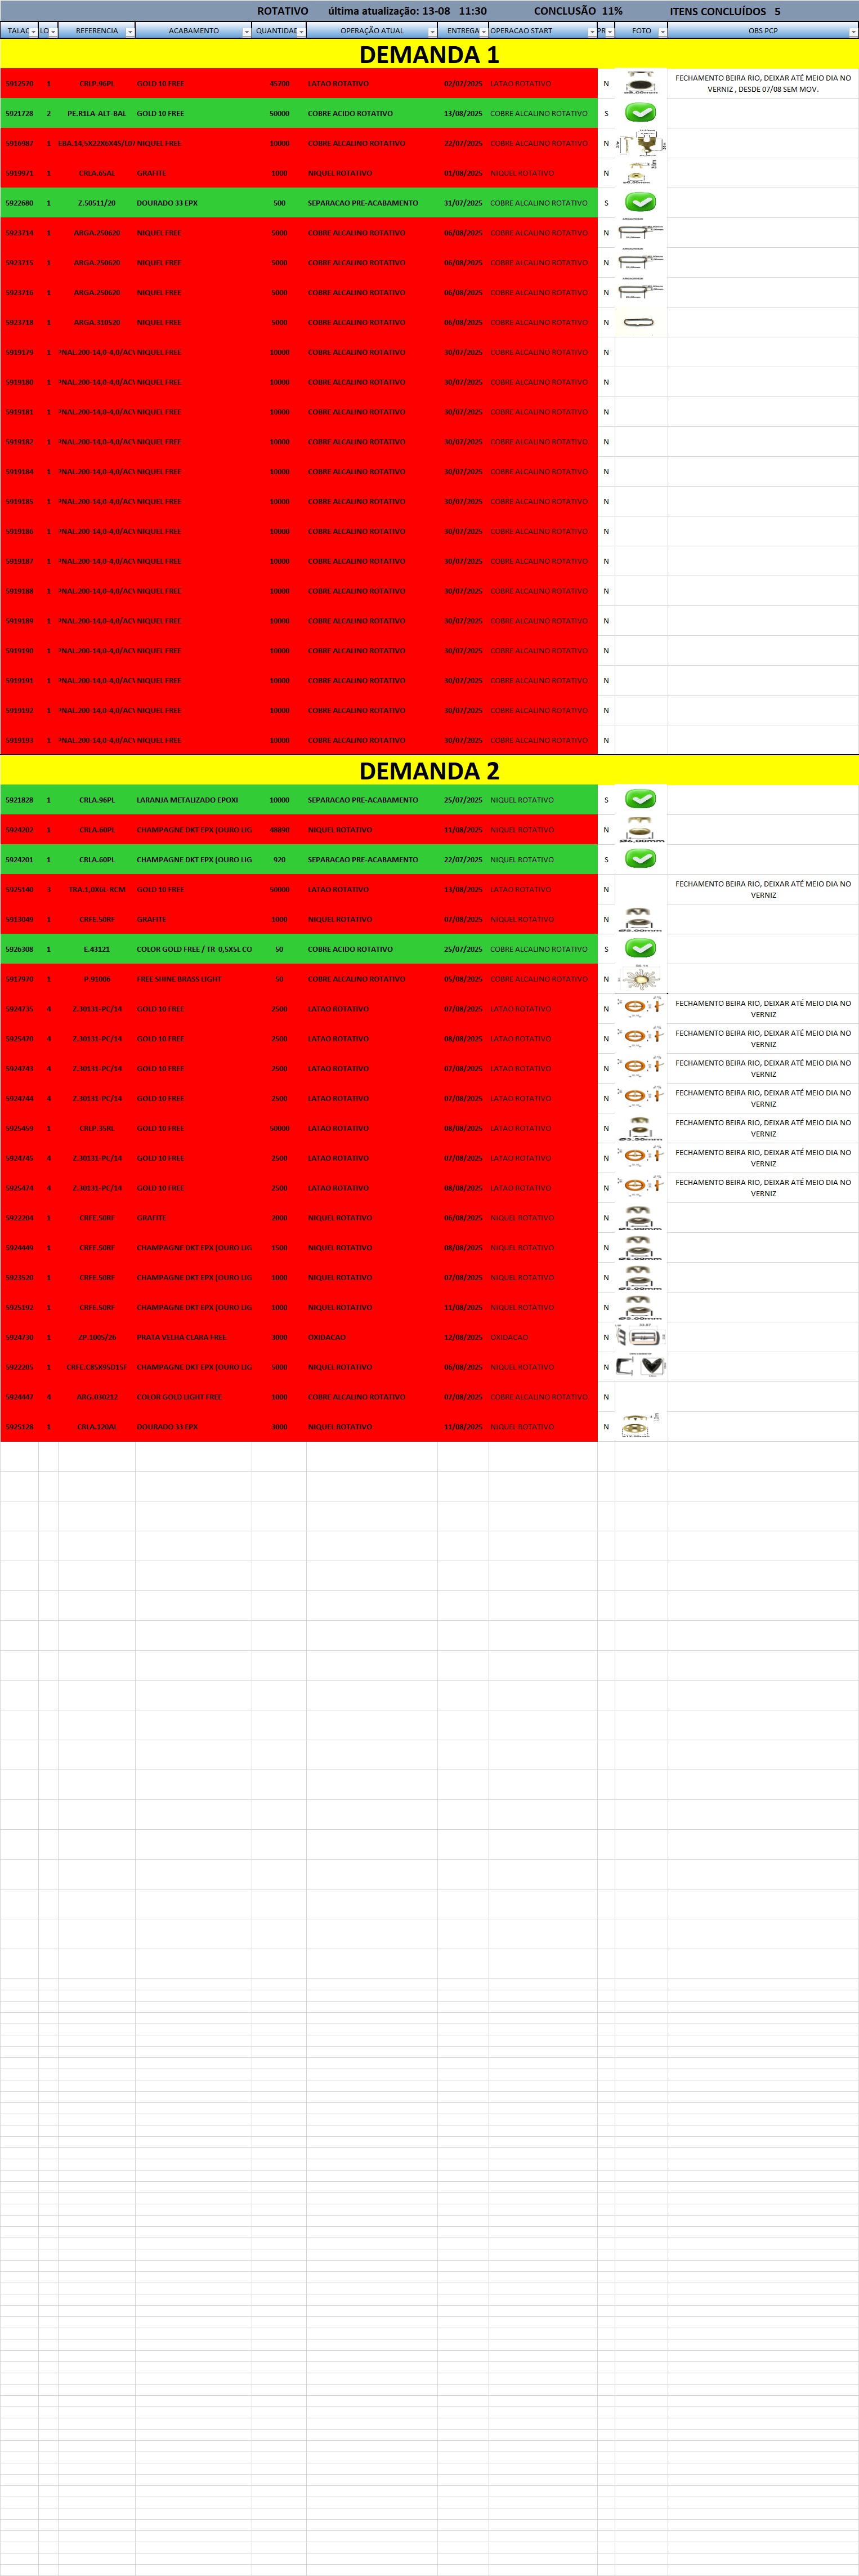 ROTATIVO última atualização: 13-08 11:30 CONCLUSÃO 11% ITENS CONCLUÍDOS 5
TALAC LO REFERENCIA ACABAMENTO QUANTIDAE OPERAÇÃO ATUAL ENTREGA OPERACAO START PR FOTO OBS PCP
DEMANDA 1
5912570 1 CRLP.96PL GOLD 10 FREE 45700 LATAO ROTATIVO 02/07/2025 LATAO ROTATIVO N FECHAMENTO BEIRA RIO, DEIXAR ATÉ MEIO DIA NO
VERNIZ , DESDE 07/08 SEM MOV.
5921728 2 PE.R1LA-ALT-BAL GOLD 10 FREE 50000 COBRE ACIDO ROTATIVO 13/08/2025 COBRE ALCALINO ROTATIVO S
5916987 1 EBA.14,5X22X6X45/L07 NIQUEL FREE 10000 COBRE ALCALINO ROTATIVO 22/07/2025 COBRE ALCALINO ROTATIVO N
5919971 1 CRLA.65AL GRAFITE 1000 NIQUEL ROTATIVO 01/08/2025 NIQUEL ROTATIVO N
5922680 1 Z.50511/20 DOURADO 33 EPX 500 SEPARACAO PRE-ACABAMENTO 31/07/2025 COBRE ALCALINO ROTATIVO S
5923714 1 ARGA.250620 NIQUEL FREE 5000 COBRE ALCALINO ROTATIVO 06/08/2025 COBRE ALCALINO ROTATIVO N
5923715 1 ARGA.250620 NIQUEL FREE 5000 COBRE ALCALINO ROTATIVO 06/08/2025 COBRE ALCALINO ROTATIVO N
5923716 1 ARGA.250620 NIQUEL FREE 5000 COBRE ALCALINO ROTATIVO 06/08/2025 COBRE ALCALINO ROTATIVO N
5923718 1 ARGA.310520 NIQUEL FREE 5000 COBRE ALCALINO ROTATIVO 06/08/2025 COBRE ALCALINO ROTATIVO N
5919179 1 PNAL.200-14,0-4,0/ACV NIQUEL FREE 10000 COBRE ALCALINO ROTATIVO 30/07/2025 COBRE ALCALINO ROTATIVO N
5919180 1 PNAL.200-14,0-4,0/ACV NIQUEL FREE 10000 COBRE ALCALINO ROTATIVO 30/07/2025 COBRE ALCALINO ROTATIVO N
5919181 1 PNAL.200-14,0-4,0/ACV NIQUEL FREE 10000 COBRE ALCALINO ROTATIVO 30/07/2025 COBRE ALCALINO ROTATIVO N
5919182 1 PNAL.200-14,0-4,0/ACV NIQUEL FREE 10000 COBRE ALCALINO ROTATIVO 30/07/2025 COBRE ALCALINO ROTATIVO N
5919184 1 PNAL.200-14,0-4,0/ACV NIQUEL FREE 10000 COBRE ALCALINO ROTATIVO 30/07/2025 COBRE ALCALINO ROTATIVO N
5919185 1 PNAL.200-14,0-4,0/ACV NIQUEL FREE 10000 COBRE ALCALINO ROTATIVO 30/07/2025 COBRE ALCALINO ROTATIVO N
5919186 1 PNAL.200-14,0-4,0/ACV NIQUEL FREE 10000 COBRE ALCALINO ROTATIVO 30/07/2025 COBRE ALCALINO ROTATIVO N
5919187 1 PNAL.200-14,0-4,0/ACV NIQUEL FREE 10000 COBRE ALCALINO ROTATIVO 30/07/2025 COBRE ALCALINO ROTATIVO N
5919188 1 PNAL.200-14,0-4,0/ACV NIQUEL FREE 10000 COBRE ALCALINO ROTATIVO 30/07/2025 COBRE ALCALINO ROTATIVO N
5919189 1 PNAL.200-14,0-4,0/ACV NIQUEL FREE 10000 COBRE ALCALINO ROTATIVO 30/07/2025 COBRE ALCALINO ROTATIVO N
5919190 1 PNAL.200-14,0-4,0/ACV NIQUEL FREE 10000 COBRE ALCALINO ROTATIVO 30/07/2025 COBRE ALCALINO ROTATIVO N
5919191 1 PNAL.200-14,0-4,0/ACV NIQUEL FREE 10000 COBRE ALCALINO ROTATIVO 30/07/2025 COBRE ALCALINO ROTATIVO N
5919192 1 PNAL.200-14,0-4,0/ACV NIQUEL FREE 10000 COBRE ALCALINO ROTATIVO 30/07/2025 COBRE ALCALINO ROTATIVO N
5919193 1 PNAL.200-14,0-4,0/ACV NIQUEL FREE 10000 COBRE ALCALINO ROTATIVO 30/07/2025 COBRE ALCALINO ROTATIVO N
DEMANDA 2
5921828 1 CRLA.96PL LARANJA METALIZADO EPOXI 10000 SEPARACAO PRE-ACABAMENTO 25/07/2025 NIQUEL ROTATIVO S
5924202 1 CRLA.60PL CHAMPAGNE DKT EPX (OURO LIG 48890 NIQUEL ROTATIVO 11/08/2025 NIQUEL ROTATIVO N
5924201 1 CRLA.60PL CHAMPAGNE DKT EPX (OURO LIG 920 SEPARACAO PRE-ACABAMENTO 22/07/2025 NIQUEL ROTATIVO S
5925140 3 TRA.1,0X0L-RCM GOLD 10 FREE 50000 LATAO ROTATIVO 13/08/2025 LATAO ROTATIVO N FECHAMENTO BEIRA RIO, DEIXAR ATÉ MEIO DIA NO
VERNIZ
5913049 1 CRFE.50RF GRAFITE 1000 NIQUEL ROTATIVO 07/08/2025 NIQUEL ROTATIVO N
5926308 1 E.43121 COLOR GOLD FREE / TR 0,5X5L CO 50 COBRE ACIDO ROTATIVO 25/07/2025 COBRE ALCALINO ROTATIVO S
5917970 1 P.91006 FREE SHINE BRASS LIGHT 50 COBRE ALCALINO ROTATIVO 05/08/2025 COBRE ALCALINO ROTATIVO N
5924735 4 Z.30131-PC/14 GOLD 10 FREE 2500 LATAO ROTATIVO 07/08/2025 LATAO ROTATIVO N FECHAMENTO BEIRA RIO, DEIXAR ATÉ MEIO DIA NO
VERNIZ
5925470 4 Z.30131-PC/14 GOLD 10 FREE 2500 LATAO ROTATIVO 08/08/2025 LATAO ROTATIVO N FECHAMENTO BEIRA RIO, DEIXAR ATÉ MEIO DIA NO
VERNIZ
5924743 4 Z.30131-PC/14 GOLD 10 FREE 2500 LATAO ROTATIVO 07/08/2025 LATAO ROTATIVO N FECHAMENTO BEIRA RIO, DEIXAR ATÉ MEIO DIA NO
VERNIZ
5924744 4 Z.30131-PC/14 GOLD 10 FREE 2500 LATAO ROTATIVO 07/08/2025 LATAO ROTATIVO N FECHAMENTO BEIRA RIO, DEIXAR ATÉ MEIO DIA NO
VERNIZ
5925459 1 CRLP.35RL GOLD 10 FREE 50000 LATAO ROTATIVO 08/08/2025 LATAO ROTATIVO N FECHAMENTO BEIRA RIO, DEIXAR ATÉ MEIO DIA NO
VERNIZ
5924745 4 Z.30131-PC/14 GOLD 10 FREE 2500 LATAO ROTATIVO 07/08/2025 LATAO ROTATIVO N FECHAMENTO BEIRA RIO, DEIXAR ATÉ MEIO DIA NO
VERNIZ
5925474 4 Z.30131-PC/14 GOLD 10 FREE 2500 LATAO ROTATIVO 08/08/2025 LATAO ROTATIVO N FECHAMENTO BEIRA RIO, DEIXAR ATÉ MEIO DIA NO
VERNIZ
5922204 1 CRFE.50RF GRAFITE 2000 NIQUEL ROTATIVO 06/08/2025 NIQUEL ROTATIVO N
5924449 1 CRFE.50RF CHAMPAGNE DKT EPX (OURO LIG 1500 NIQUEL ROTATIVO 08/08/2025 NIQUEL ROTATIVO N
5923520 1 CRFE.50RF CHAMPAGNE DKT EPX (OURO LIG 1000 NIQUEL ROTATIVO 07/08/2025 NIQUEL ROTATIVO N
5925192 1 CRFE.50RF CHAMPAGNE DKT EPX (OURO LIG 1000 NIQUEL ROTATIVO 11/08/2025 NIQUEL ROTATIVO N
5924730 1 ZP.1005/26 PRATA VELHA CLARA FREE 3000 OXIDACAO 12/08/2025 OXIDACAO N
5922205 1 CRFE.C85X95D15F CHAMPAGNE DKT EPX (OURO LIG 5000 NIQUEL ROTATIVO 06/08/2025 NIQUEL ROTATIVO N
5924447 4 ARG.030212 COLOR GOLD LIGHT FREE 1000 COBRE ALCALINO ROTATIVO 07/08/2025 COBRE ALCALINO ROTATIVO N
5925128 1 CRLA.120AL DOURADO 33 EPX 3000 NIQUEL ROTATIVO 11/08/2025 NIQUEL ROTATIVO N